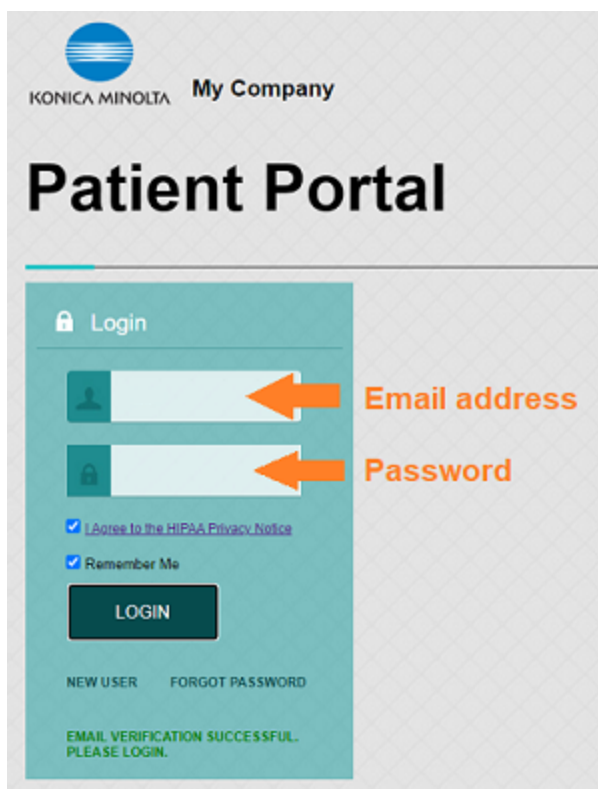 KONICA MINOLTA
My Company
Patient Portal
Login
Email address
Password
I Agree to the HIPAA Privacy Notice
Remember Me
LOGIN
NEW USER FORGOT PASSWORD
EMAIL VERIFICATION SUCCESSFUL.
PLEASE LOGIN.